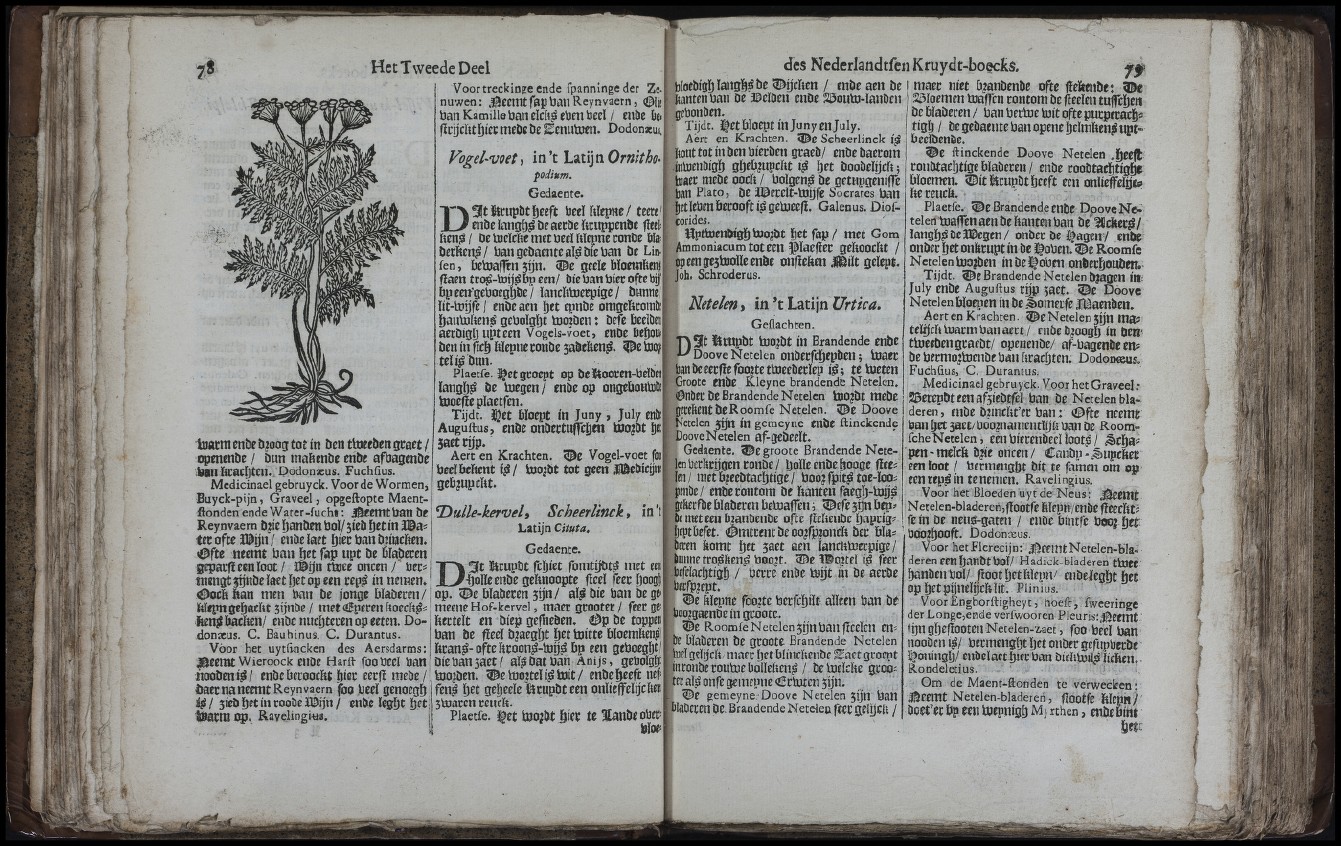 78 Het Tweede Deel
warm ende droog tot in den tweeden graet /
openende / dun makende ende afvagende
van krachten. Dodonæus. Fuchsius.
Medicinael gebruyck. Voor de Wormen,
Buyck-pijn, Graveel, opgestopte Maent-
stonden ende Water-sucht: Neemt van de
Reynvaern drie handen vol / zied het in Wa-
ter ofte Wijn / ende laet hier van drincken.
Ofte neemt van het sap uyt de bladeren
geparst een loot / Wijn twee oncen / ver-
mengt zijnde laet het op een reys in nemen.
Oock kan men van de jonge bladeren /
kleyn gehackt zijnde / met Eyeren koecks-
kens backen / ende nuchteren op eeten. Do-
donæus. C. Bauhinus. C. Durantus.
Voor het uytsincken des Aersdarms:
Neemt Wieroock ende Harst soo veel van
nooden is / ende beroockt hier eerst mede /
daer na neemt Reynvaern soo veel genoegh
is / zied het in roode Wijn / ende leght het
warm op. Ravelingius.
Voor treckinge ende spanninge der Ze-
nuwen: Neemt sap van Reynvaern, Oly
van Kamille van elcks even veel / ende be-
strijckt hier mede de Zenuwen. Dodonæus.
Vogel-voet, in 't Latijn Ornitho-
podium.
Gedaente.
DIt kruydt heeft veel kleyne / teere
ende langhs de aerde kruypende steel-
kens / de welcke met veel kleyne ronde bla-
derkens / van gedaente als die van de Lin-
sen, bewassen zijn. De geele bloemkens
staen tros-wijs by een / die van vier ofte vijf
by een gevoeghde / lanckwerpige / dunne
lit-wijse / ende aen het eynde omgekromde
hauwkens gevolght worden: dese beelden
aerdigh uyt een Vogels-voet, ende behou-
den in sich kleyne ronde zadekens. De wor-
tel is dun.
Plaetse. Het groeyt op de Kooren-velden
langhs de wegen / ende op ongebouwde
woeste plaetsen.
Tijdt. Het bloeyt in Juny, July ende
Augustus, ende ondertusschen wordt het
zaet rijp.
Aert en Krachten. De Vogel-voet soo
veel bekent is / wordt tot geen Medicijne
gebruyckt.
Dulle-kervel, Scheerlinck, in 't
Latijn Cicuta.
Gedaente.
DIt kruydt schiet somtijdts met een
holle ende geknoopte steel seer hoogh
op. De bladeren zijn / als die van de ge-
meene Hof-kervel, maer grooter / seer ge-
kertelt en diep gesneden. Op de toppen
van de steel draeght het witte bloemkens
krans- ofte kroons-wijs by een gevoeght /
die van zaet / als dat van Anijs, gevolght
worden. De wortel is wit / ende heeft nef-
fens het geheele kruydt een onlieffelijcken
zwaren reuck.
Plaetse. Het wordt hier te Lande over-
vloe-
des Nederlandtsen Kruydt-boecks. 79
vloedigh langhs de Dijcken / ende aen de
kanten van de Velden ende Bouw-landen
gevonden.
Tijdt. Het bloeyt in Juny en July.
Aert en Krachten. De Scheerlinck is
kout tot in den vierden graed / ende daerom
inwendigh ghebruyckt is het doodelijck;
waer mede oock / volgens de getuygenisse
van Plato, de Werelt-wijse Socrates van
het leven berooft is geweest. Galenus. Dios-
corides.
Uytwendigh wordt het sap / met Gom
Ammoniacum tot een Plaester gekoockt /
op een gezwolle ende onsteken Milt geleyt.
Joh. Schroderus.
Netelen, in 't Latijn Urtica.
Geslachten.
DIt kruydt wordt in Brandende ende
Doove Netelen onderscheyden; waer
van de eerste soorte tweederley is; te weten
Groote ende Kleyne brandende Netelen.
Onder de Brandende Netelen wordt mede
gerekent de Roomse Netelen. De Doove
Netelen zijn in gemeyne ende stinckende
Doove Netelen af-gedeelt.
Gedaente. De groote Brandende Nete-
len verkrijgen ronde / holle ende hooge stee-
len / met breedtachtige / voor spits toe-loo-
pende / ende rontom de kanten saegh-wijs
gekerfde bladeren bewassen; Dese zijn bey-
de met een brandende ofte stekende hayrig-
heyt beset. Omtrent de oorspronck der bla-
deren komt het zaet aen lanckwerpige /
dunne troskens voort. De Wortel is seer
veselachtigh / verre ende wijt in de aerde
verspreyt.
De kleyne soorte verschilt alleen van de
voorgaende in groote.
De Roomse Netelen zijn van steelen en-
de bladeren de groote Brandende Netelen
wel gelijck maer het blinckende Zaet groeyt
in ronde rouwe bollekens / de welcke groo-
ter als onse gemeene Erwten zijn.
De gemeyne Doove Netelen zijn van
bladeren de Brandende Netelen seer gelijck /
maer niet brandende ofte stekende: De
Bloemen wassen rontom de steelen tusschen
de bladeren / van verwe wit ofte purperach-
tigh / de gedaente van opene helmkens uyt-
beeldende.
De stinckende Doove Netelen heeft
rondtachtige bladeren / ende roodtachtighe
bloemen. Dit kruydt heeft een onlieffelijc-
ke reuck.
Plaetse. De Brandende ende Doove Ne-
telen wassen aen de kanten van de Ackers /
langhs de Wegen / onder de Hagen / ende
onder het onkruyt in de Hoven. De Roomse
Netelen worden in de Hoven onderhouden.
Tijdt. De Brandende Netelen dragen in
July ende Augustus rijp zaet. De Doove
Netelen bloeyen in de Somerse Maenden.
Aert en Krachten. De Netelen zijn ma-
telijck warm van aert / ende droogh in den
tweeden graedt / openende / af-vagende en-
de vermorwende van krachten. Dodonæus.
Fuchsius, C. Durantus.
Medicinael gebruyck. Voor het Graveel:
Bereydt een afziedtsel van de Netelen bla-
deren, ende drinckt'er van: Ofte neemt
van het zaet / voornamentlijk van de Room-
sche Netelen, een vierendeel loots / Scha-
pen-melck drie oncen / Candy-Suycker
een loot / vermenght dit te samen om op
een reys in te nemen. Ravelingius.
Voor het Bloeden uyt de Neus: Neemt
Netelen-bladeren, stootse kleyn / ende steeckt-
se in de neus-gaten / ende bintse voor het
voorhooft. Dodonæus.
Voor het Flerecijn: Neemt Netelen-bla-
deren een handt vol / Hadick-bladeren twee
handen vol / stoot het kleyn / ende leght het
op het pijnelijck lit. Plinius.
Voor Engborstigheyt, hoest, sweeringe
der Longe, ende verswooren Pleuris: Neemt
fijn ghestooten Netelen-zaet, soo veel van
nooden is / vermenght het onder geschuymde
Honingh / ende laet hier van dickwils licken.
Rondeletius.
Om de Maent-stonden te verwecken:
Neemt Netelen-bladeren, stootse kleyn /
doet'er by een weynigh Myrrhen, ende bint
het